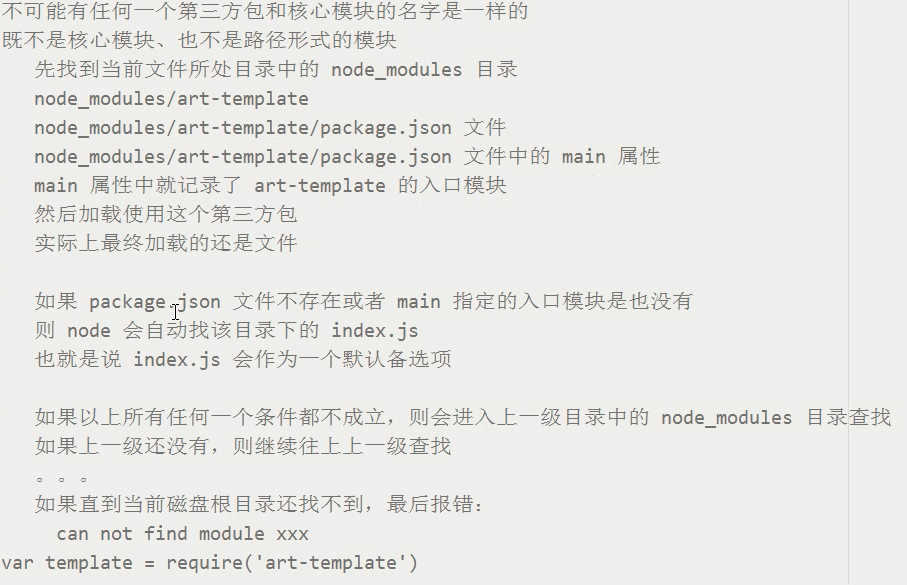 不可能有任何一个第三方包和核心模块的名字是一样的
既不是核心模块、也不是路径形式的模块
先找到当前文件所处目录中的 node_modules 目录
node_modules/art-template
node_modules/art-template/package.json 文件
node_modules/art-template/package.json 文件中的 main 属性
main 属性中就记录了 art-template 的入口模块
然后加载使用这个第三方包
实际上最终加载的还是文件
如果 package.json 文件不存在或者 main 指定的入口模块是也没有
则 node 会自动找该目录下的 index.js
也就是说 index.js 会作为一个默认备选项
如果以上所有任何一个条件都不成立，则会进入上一级目录中的 node_modules 目录查找
如果上一级还没有，则继续往上上一级查找
。。。
如果直到当前磁盘根目录还找不到，最后报错：
can not find module xxx
var template = require('art-template')